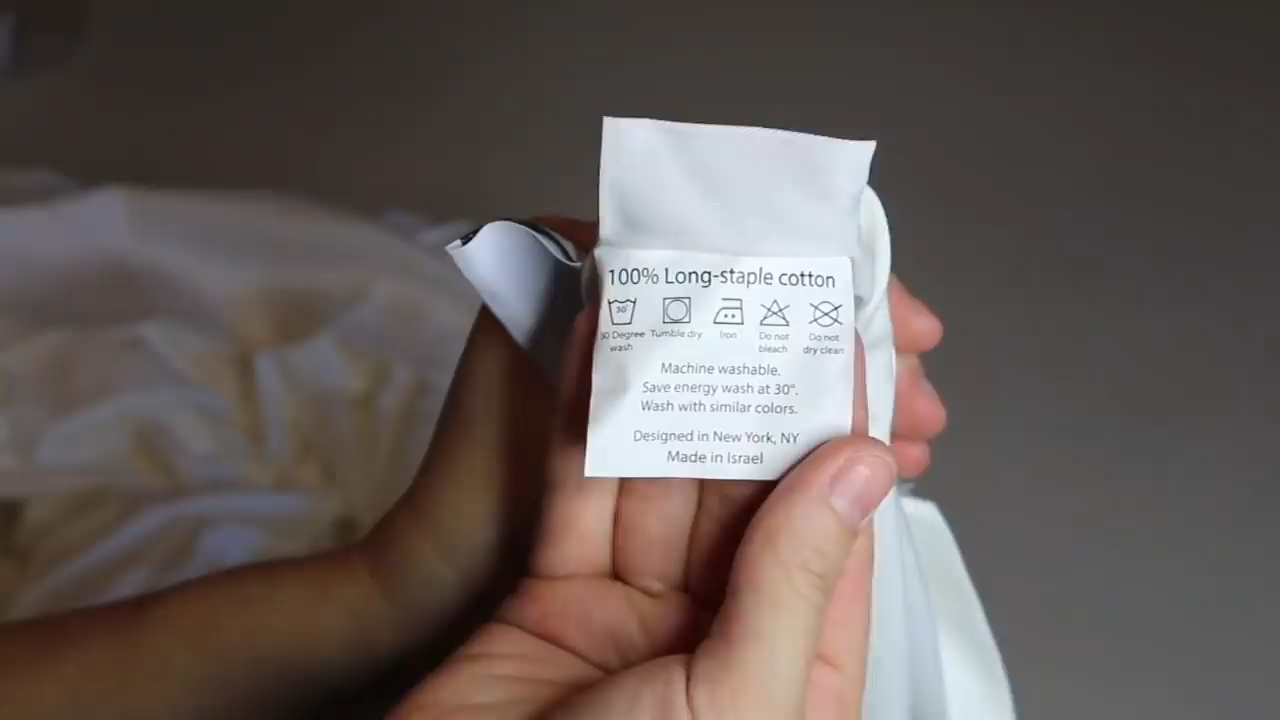 100% Long-staple cotton
30°
30 Degree wash
Tumble dry
Iron
Do not bleach
Do not dry clean
Machine washable.
Save energy wash at 30°.
Wash with similar colors.
Designed in New York, NY
Made in Israel